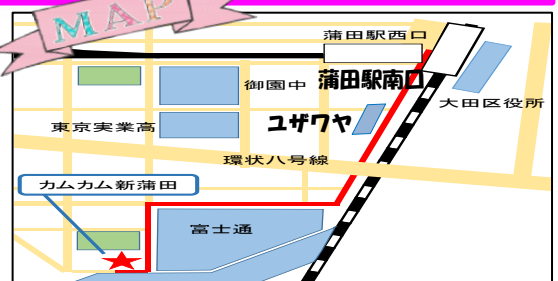 MAP
蒲田駅西口
御園中
蒲田駅南口
大田区役所
東京実業高
ユザワヤ
環状八号線
カムカム新蒲田
富士通